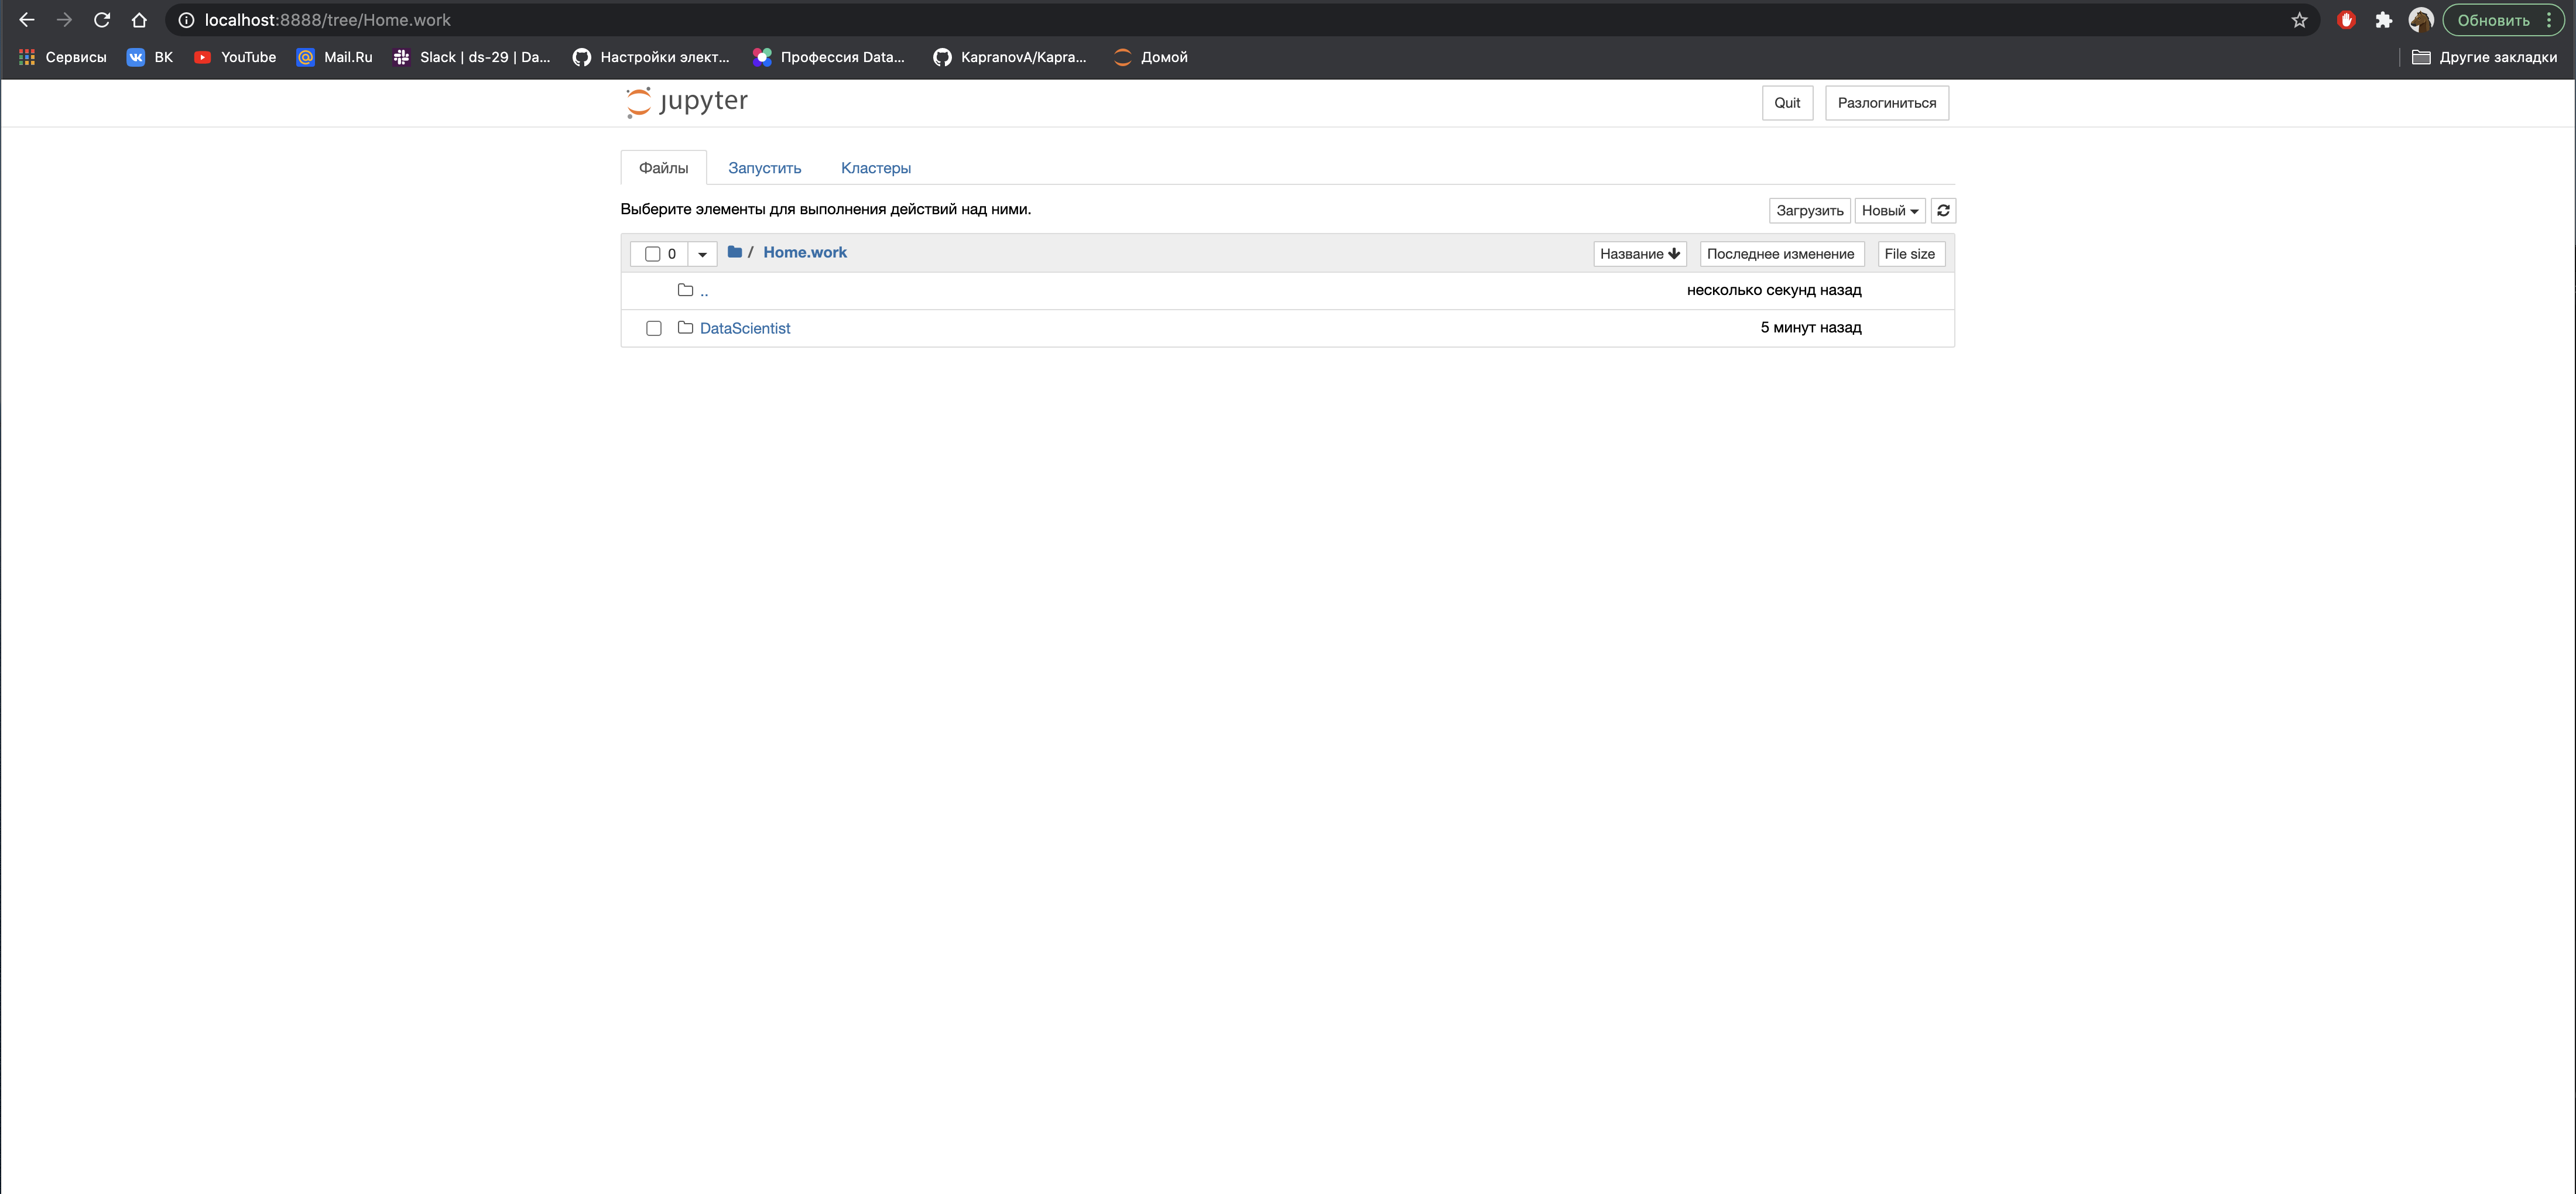 localhost:8888/tree/Home.work
Обновить
Сервисы ВК YouTube Mail.Ru Slack | ds-29 | Da... Настройки элект... Профессия Data... KapranovA/Kapra... Домой Другие закладки
jupyter Quit Разлогиниться
Файлы Запустить Кластеры
Выберите элементы для выполнения действий над ними. Загрузить Новый
0 / Home.work Название Последнее изменение File size
.. несколько секунд назад
DataScientist 5 минут назад